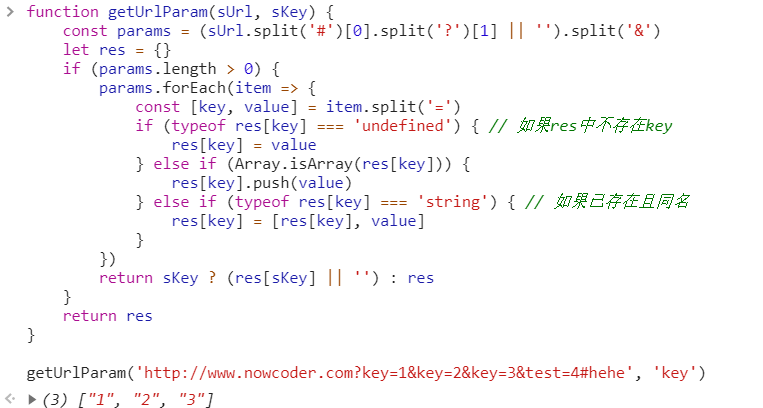 function getUrlParam(sUrl, sKey) {
    const params = (sUrl.split('#')[0].split('?')[1] || '').split('&')
    let res = {}
    if (params.length > 0) {
        params.forEach(item => {
            const [key, value] = item.split('=')
            if (typeof res[key] === 'undefined') { // 如果res中不存在key
                res[key] = value
            } else if (Array.isArray(res[key])) {
                res[key].push(value)
            } else if (typeof res[key] === 'string') { // 如果已存在且同名
                res[key] = [res[key], value]
            }
        })
        return sKey ? (res[sKey] || '') : res
    }
    return res
}
getUrlParam('http://www.nowcoder.com?key=1&key=2&key=3&test=4#hehe', 'key')
(3) ["1", "2", "3"]